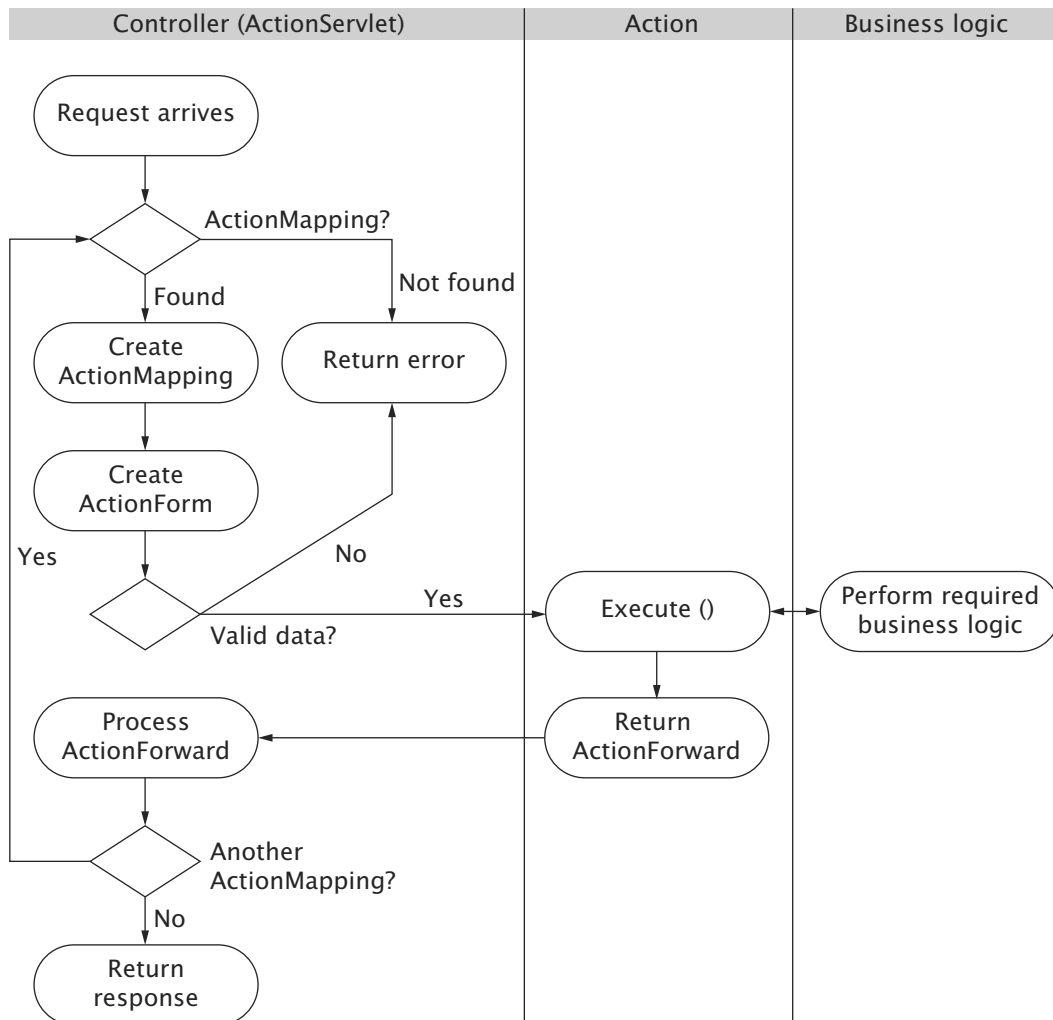 Controller (ActionServlet)
Action
Business logic
Request arrives
ActionMapping?
Not found
Found
Create
ActionMapping
Return error
Create
ActionForm
Yes
No
Yes
Valid data?
Execute ()
Perform required
business logic
Process
ActionForward
Return
ActionForward
Another
ActionMapping?
No
Return
response